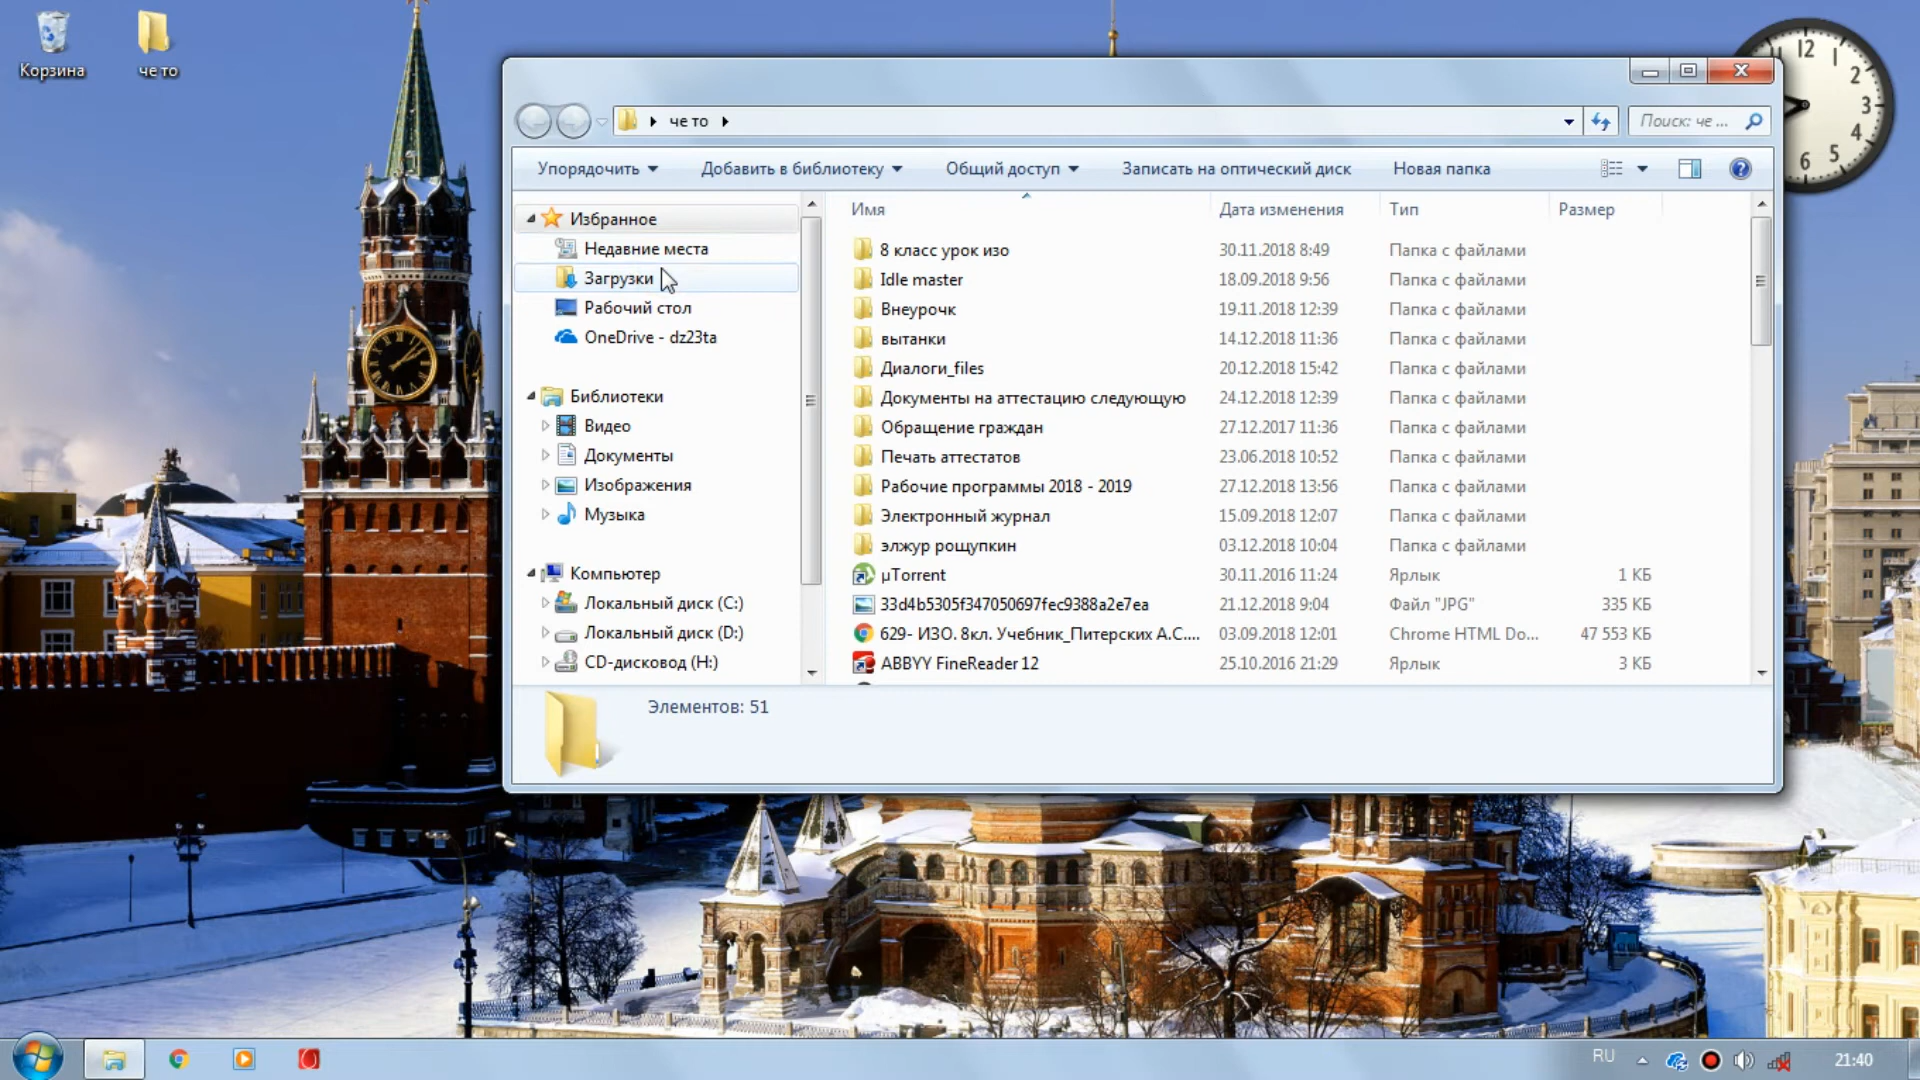 Корзина
че то
че то
Поиск: че ...
Упорядочить
Добавить в библиотеку
Общий доступ
Записать на оптический диск
Новая папка
Избранное
Недавние места
Загрузки
Рабочий стол
OneDrive - dz23ta
Библиотеки
Видео
Документы
Изображения
Музыка
Компьютер
Локальный диск (C:)
Локальный диск (D:)
CD-дисковод (H:)
Имя Дата изменения Тип Размер
8 класс урок изо 30.11.2018 8:49 Папка с файлами
Idle master 18.09.2018 9:56 Папка с файлами
Внеурочк 19.11.2018 12:39 Папка с файлами
вытанки 14.12.2018 11:36 Папка с файлами
Диалоги_files 20.12.2018 15:42 Папка с файлами
Документы на аттестацию следующую 24.12.2018 12:39 Папка с файлами
Обращение граждан 27.12.2017 11:36 Папка с файлами
Печать аттестатов 23.06.2018 10:52 Папка с файлами
Рабочие программы 2018 - 2019 27.12.2018 13:56 Папка с файлами
Электронный журнал 15.09.2018 12:07 Папка с файлами
элжур рощупкин 03.12.2018 10:04 Папка с файлами
µTorrent 30.11.2016 11:24 Ярлык 1 КБ
33d4b5305f347050697fec9388a2e7ea 21.12.2018 9:04 Файл "JPG" 335 КБ
629- ИЗО. 8кл. Учебник_Питерских А.С.... 03.09.2018 12:01 Chrome HTML Do... 47 553 КБ
ABBYY FineReader 12 25.10.2016 21:29 Ярлык 3 КБ
Элементов: 51
12
1
2
3
4
5
6
RU
21:40